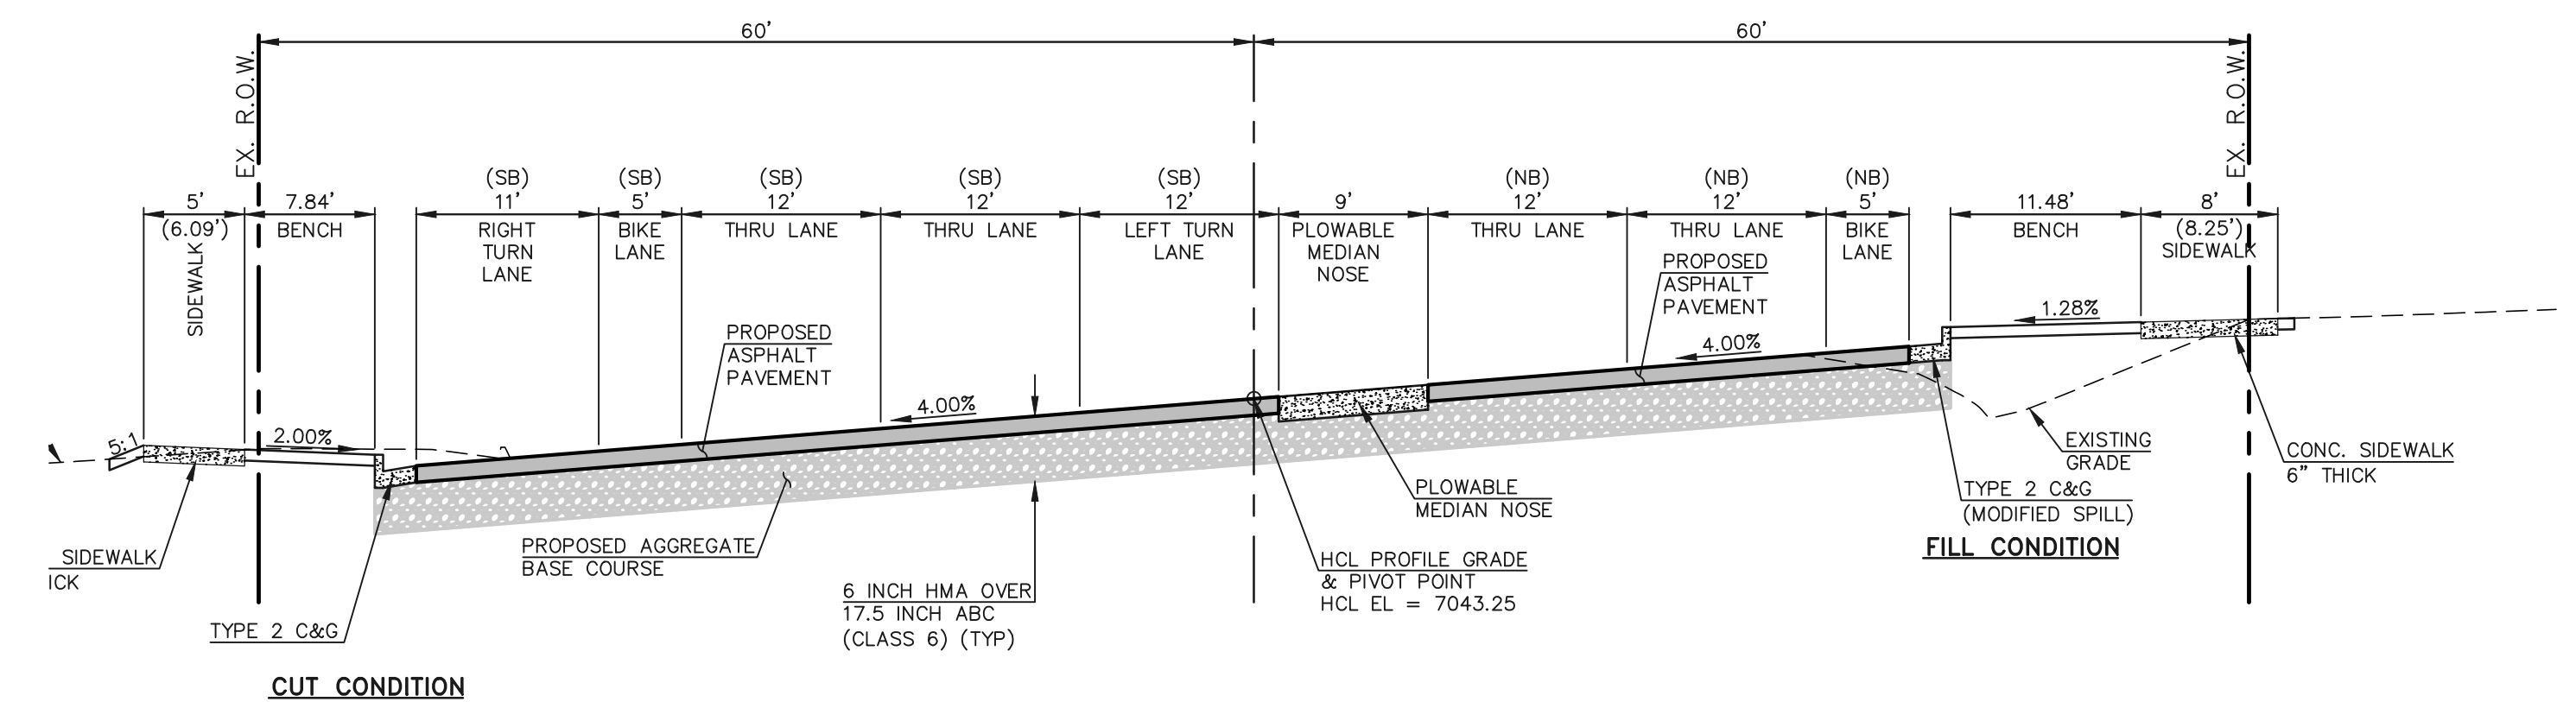 60’
60’
EX. R.O.W.
EX. R.O.W.
(SB)
11’
RIGHT
TURN
LANE
(SB)
5’
BIKE
LANE
(SB)
12’
THRU LANE
(SB)
12’
THRU LANE
(SB)
12’
LEFT TURN
LANE
9’
PLOWABLE
MEDIAN
NOSE
(NB)
12’
THRU LANE
(NB)
12’
THRU LANE
(NB)
5’
BIKE
LANE
5’
(6.09’)
SIDEWALK
7.84’
BENCH
11.48’
BENCH
8’
(8.25’)
SIDEWALK
PROPOSED
ASPHALT
PAVEMENT
PROPOSED
ASPHALT
PAVEMENT
1.28%
4.00%
4.00%
2.00%
5:1
EXISTING
GRADE
CONC. SIDEWALK
6” THICK
PLOWABLE
MEDIAN NOSE
TYPE 2 C&G
(MODIFIED SPILL)
FILL CONDITION
SIDEWALK
ICK
PROPOSED AGGREGATE
BASE COURSE
HCL PROFILE GRADE
& PIVOT POINT
HCL EL = 7043.25
6 INCH HMA OVER
17.5 INCH ABC
(CLASS 6) (TYP)
TYPE 2 C&G
CUT CONDITION